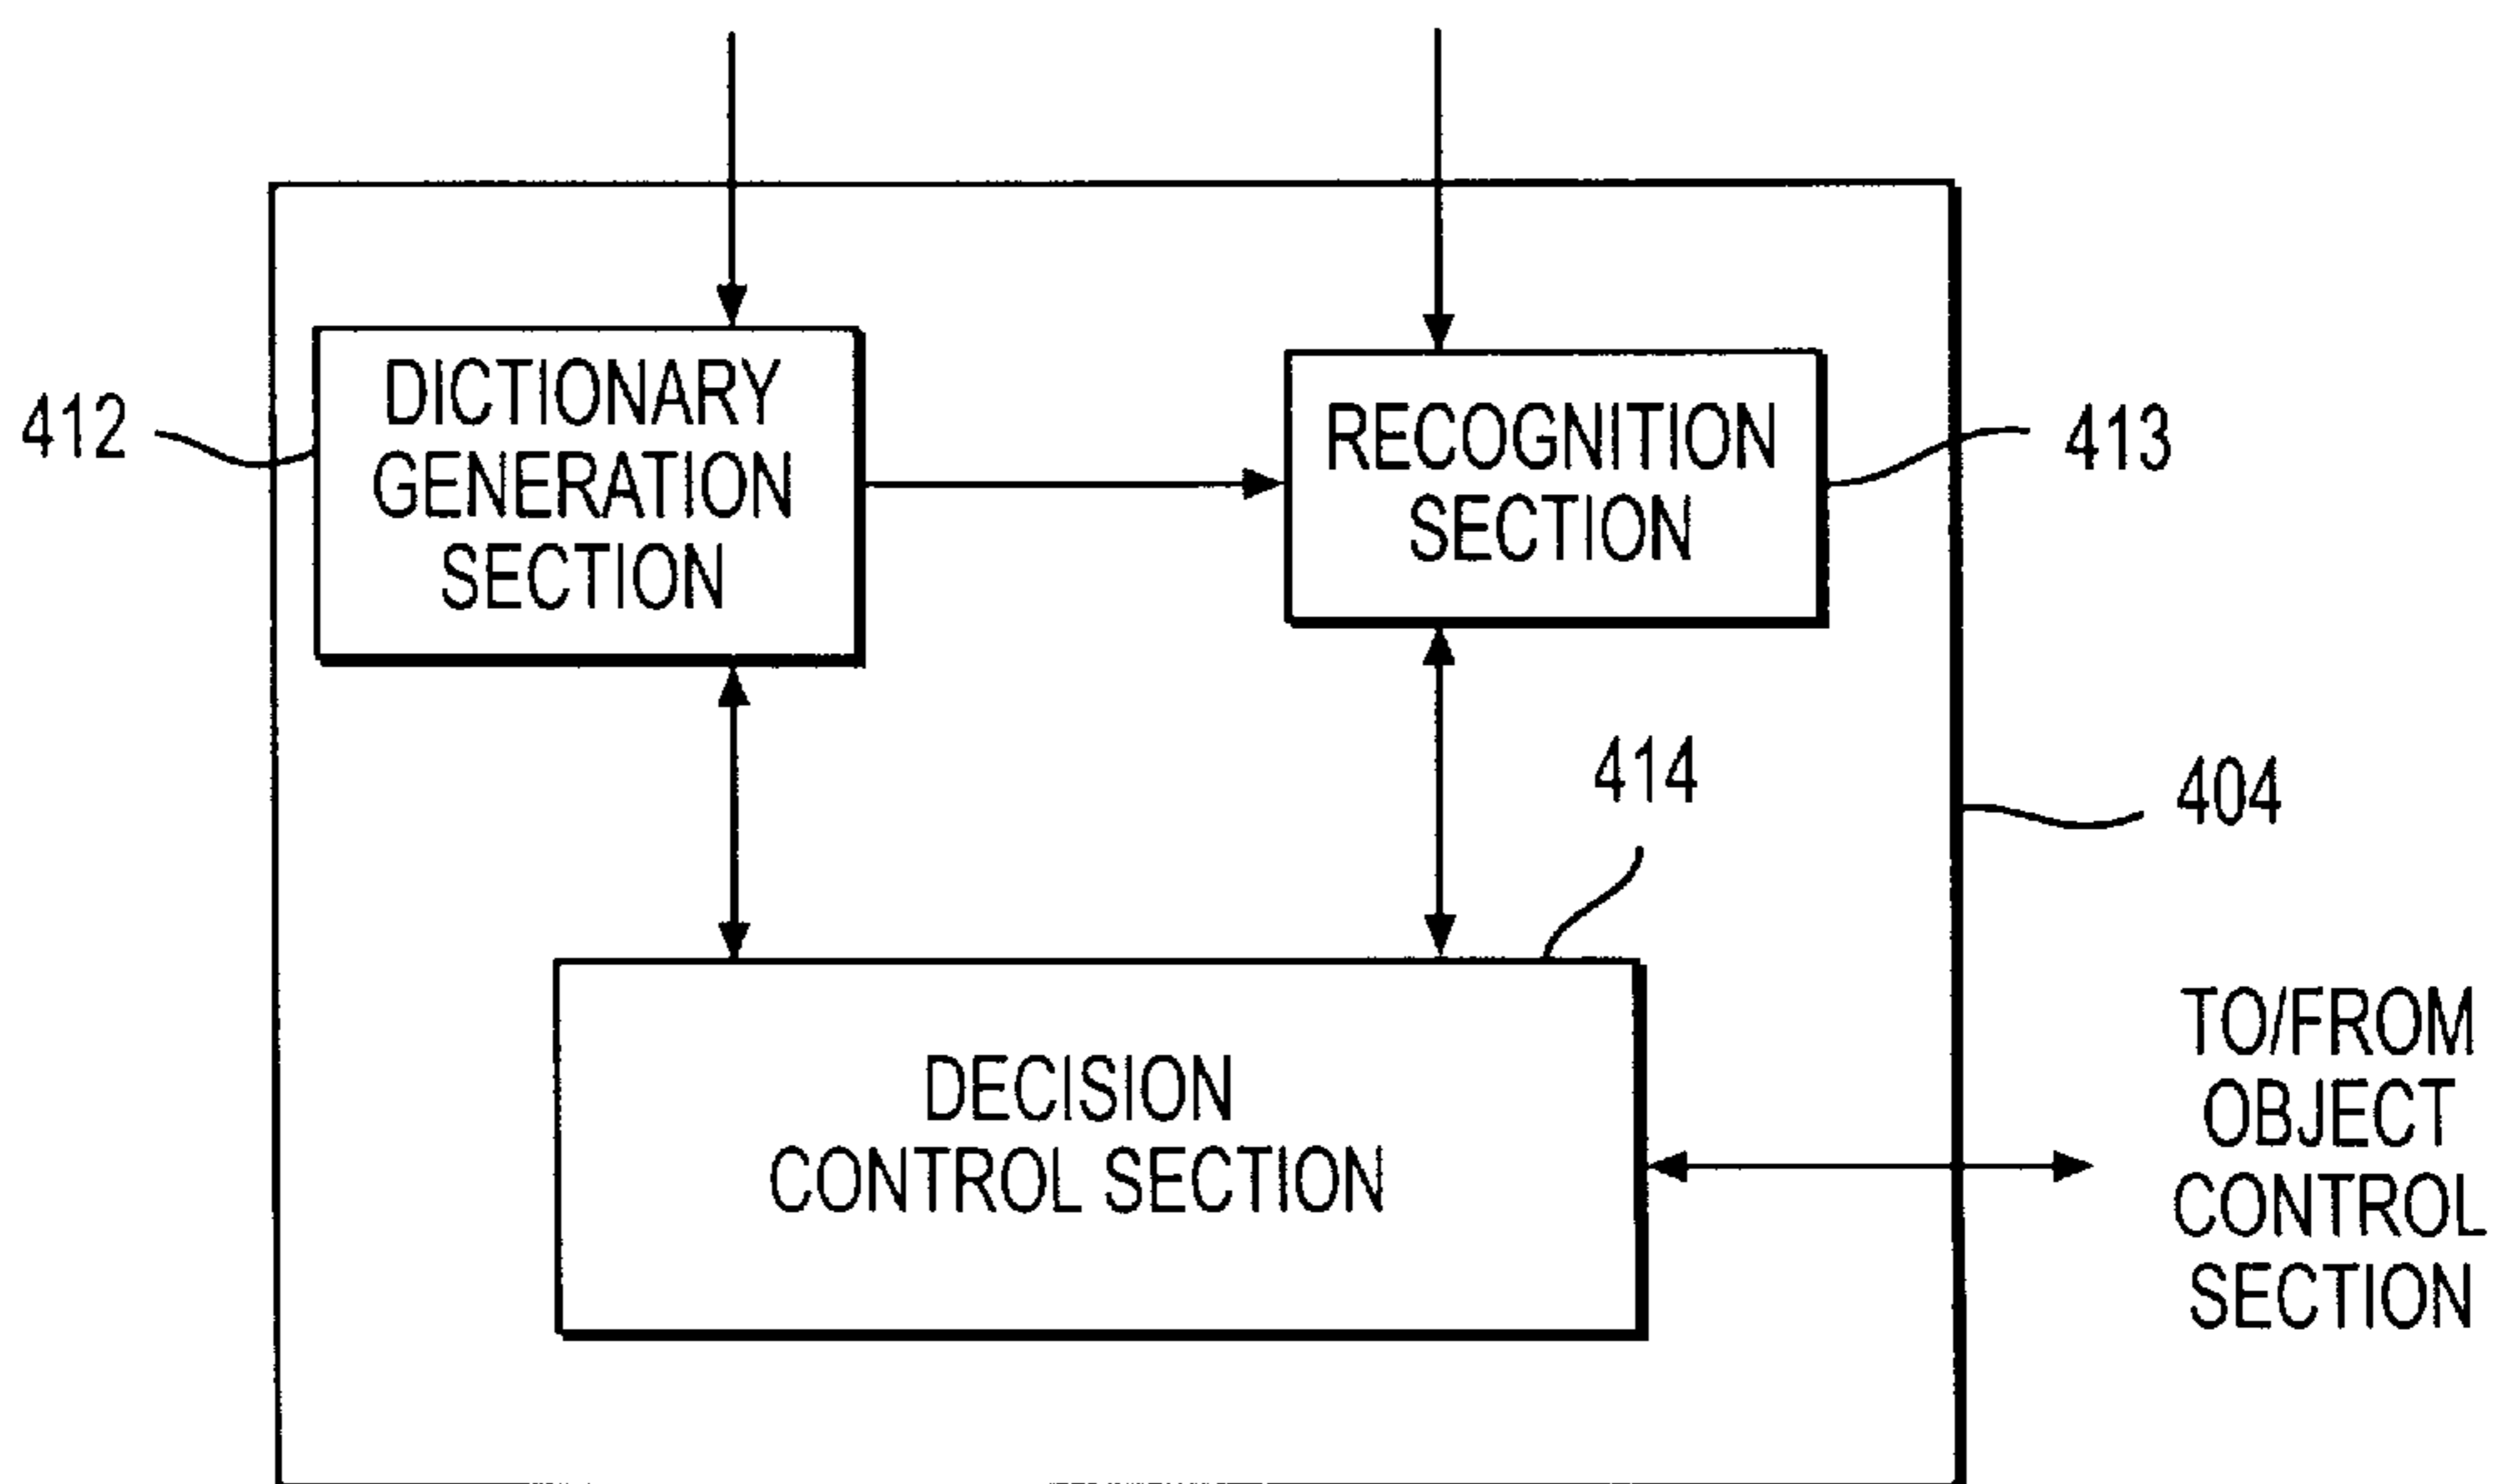 412
DICTIONARY
GENERATION
SECTION
RECOGNITION
SECTION
413
414
404
DECISION
CONTROL SECTION
TO/FROM
OBJECT
CONTROL
SECTION